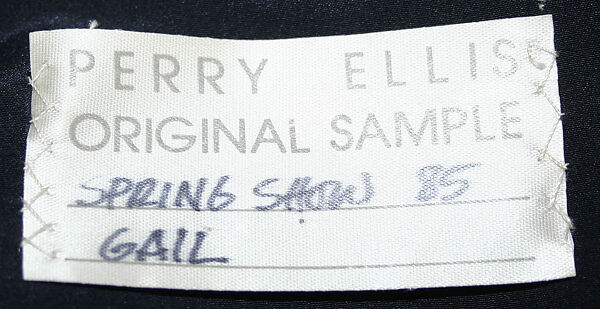 PERRY ELLIS
ORIGINAL SAMPLE
SPRING SHOW 85
GAIL